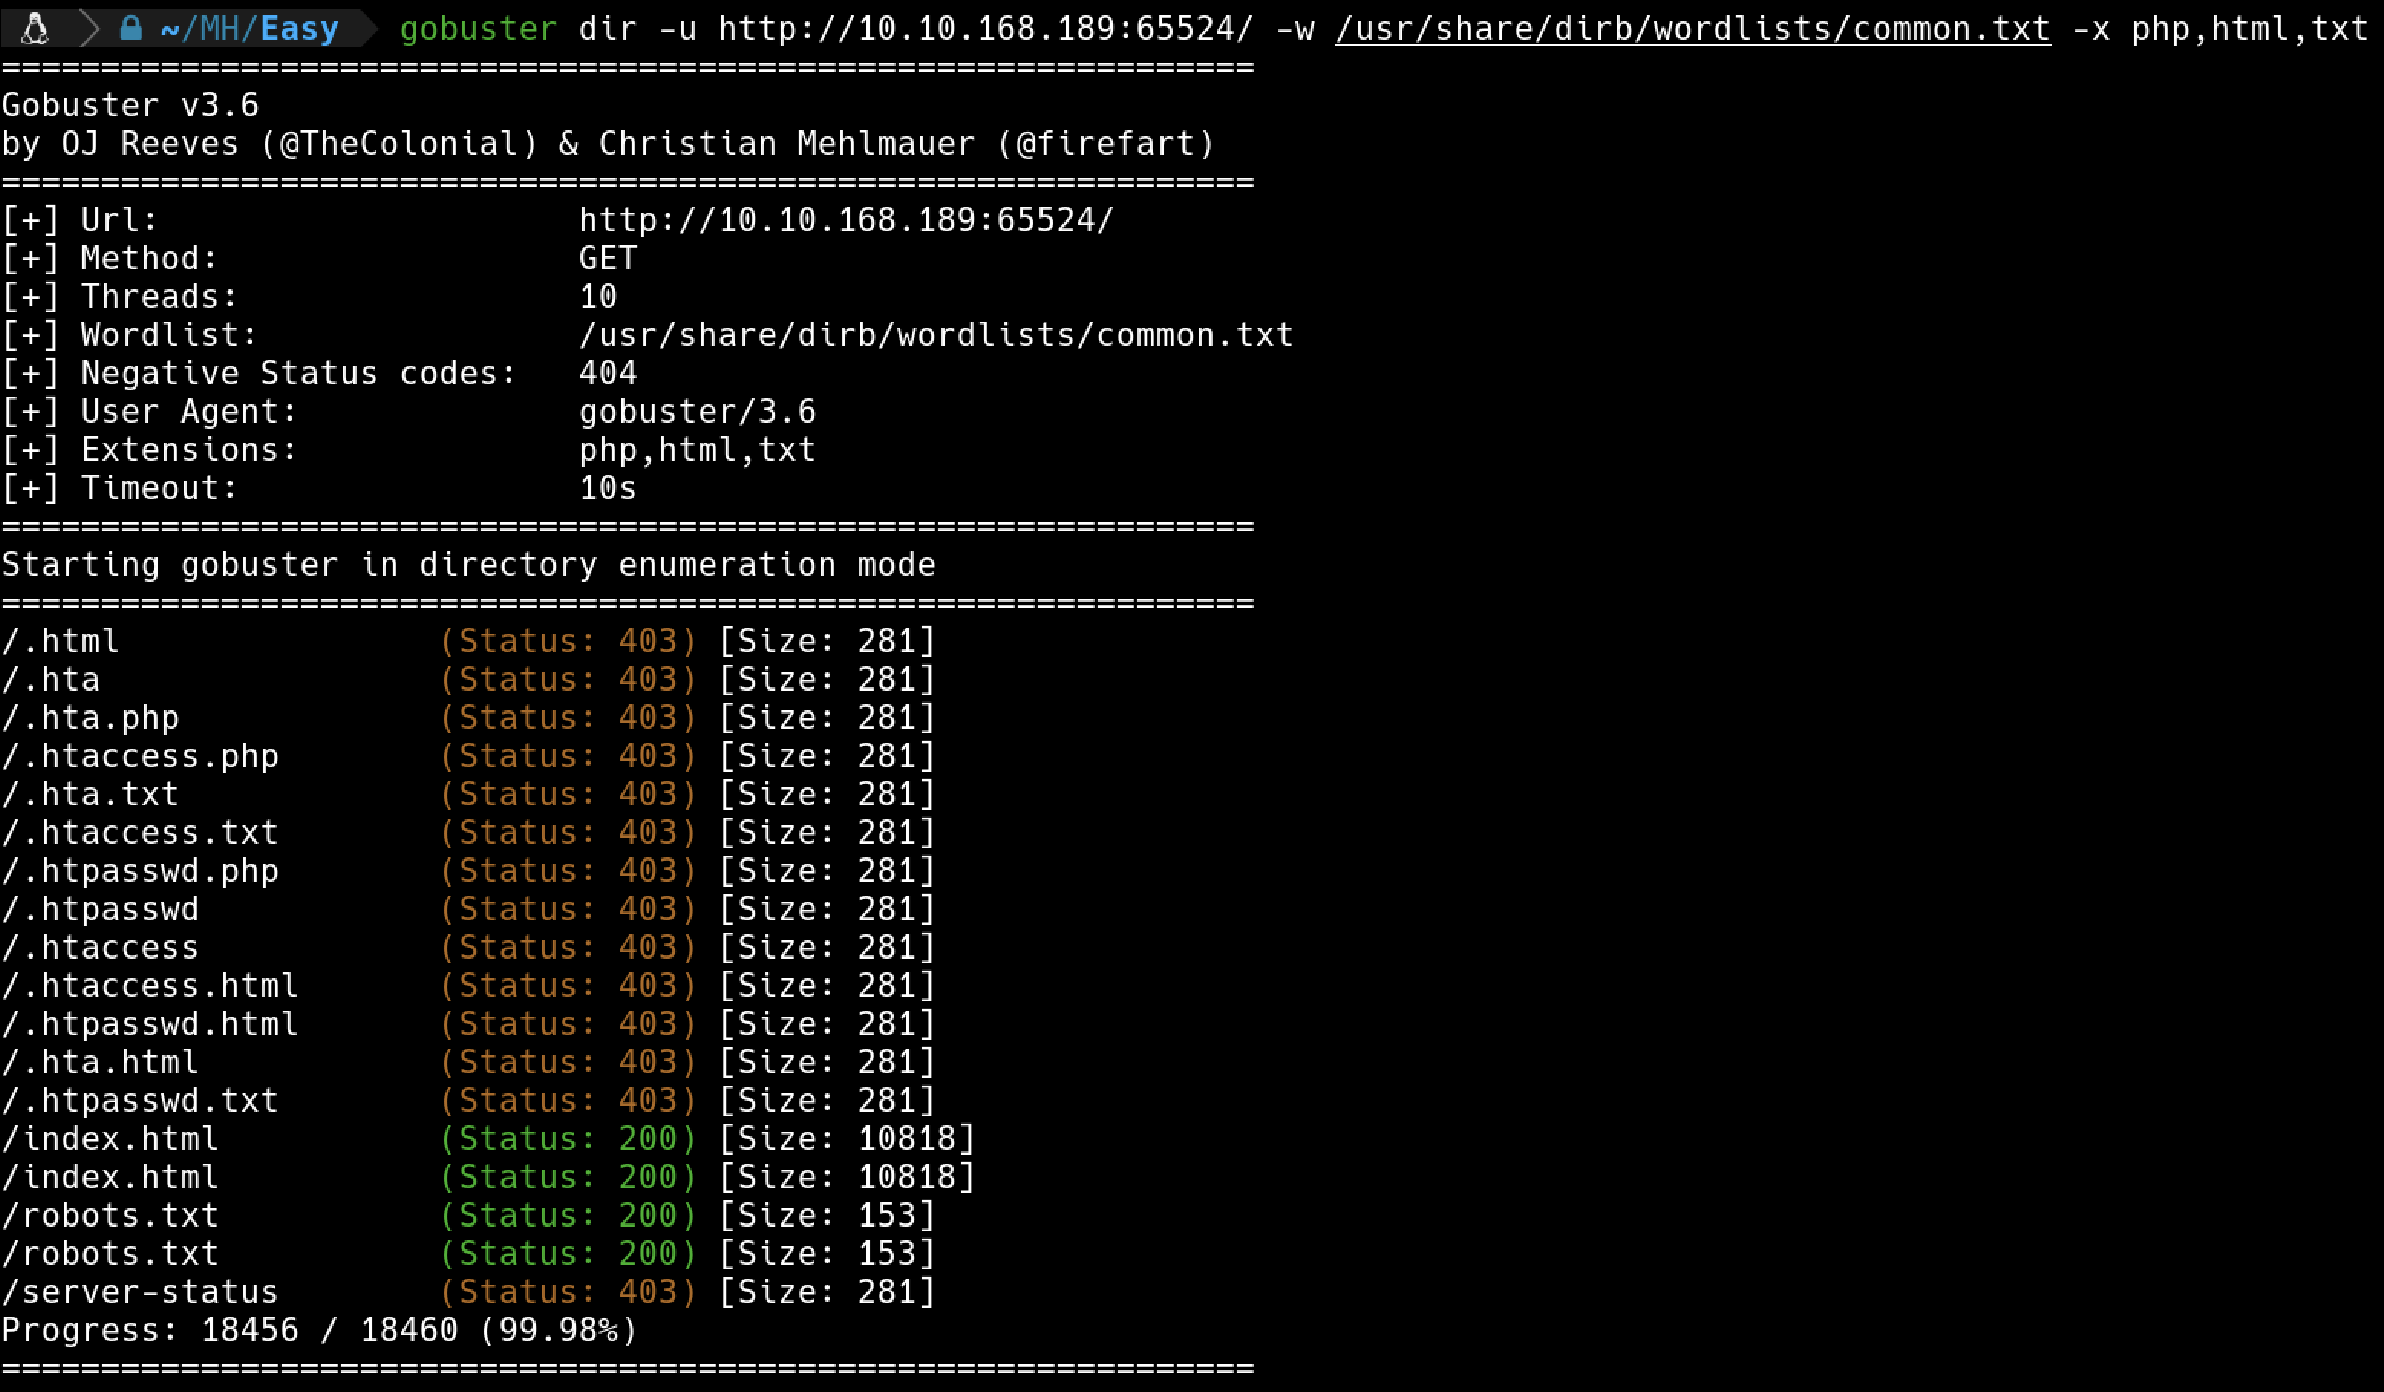 ~/MH/Easy gobuster dir -u http://10.10.168.189:65524/ -w /usr/share/dirb/wordlists/common.txt -x php,html,txt
===============================================================
Gobuster v3.6
by OJ Reeves (@TheColonial) & Christian Mehlmauer (@firefart)
===============================================================
[+] Url:                     http://10.10.168.189:65524/
[+] Method:                  GET
[+] Threads:                 10
[+] Wordlist:                /usr/share/dirb/wordlists/common.txt
[+] Negative Status codes:   404
[+] User Agent:              gobuster/3.6
[+] Extensions:              php,html,txt
[+] Timeout:                 10s
===============================================================
Starting gobuster in directory enumeration mode
===============================================================
/.html                (Status: 403) [Size: 281]
/.hta                 (Status: 403) [Size: 281]
/.hta.php             (Status: 403) [Size: 281]
/.htaccess.php        (Status: 403) [Size: 281]
/.hta.txt             (Status: 403) [Size: 281]
/.htaccess.txt        (Status: 403) [Size: 281]
/.htpasswd.php        (Status: 403) [Size: 281]
/.htpasswd            (Status: 403) [Size: 281]
/.htaccess            (Status: 403) [Size: 281]
/.htaccess.html       (Status: 403) [Size: 281]
/.htpasswd.html       (Status: 403) [Size: 281]
/.hta.html            (Status: 403) [Size: 281]
/.htpasswd.txt        (Status: 403) [Size: 281]
/index.html           (Status: 200) [Size: 10818]
/index.html           (Status: 200) [Size: 10818]
/robots.txt           (Status: 200) [Size: 153]
/robots.txt           (Status: 200) [Size: 153]
/server-status        (Status: 403) [Size: 281]
Progress: 18456 / 18460 (99.98%)
===============================================================